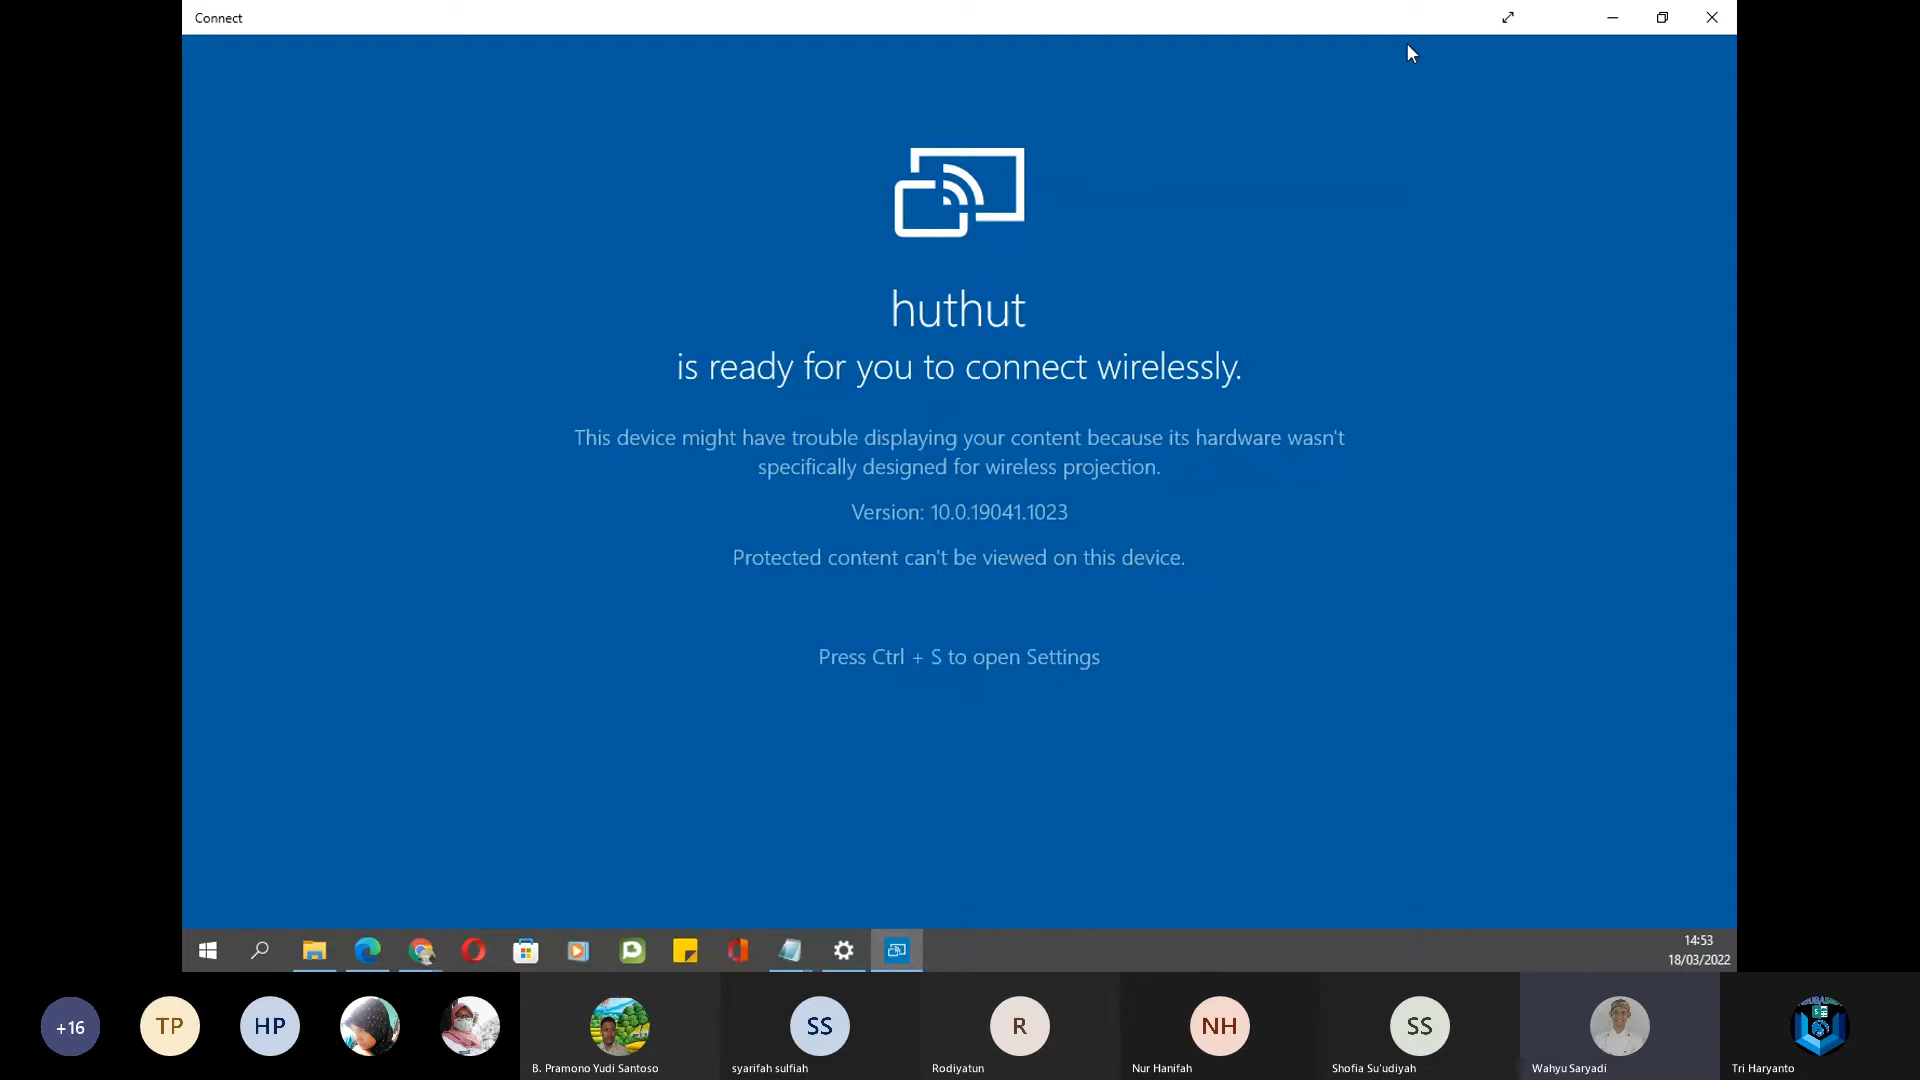 Connect
huthut
is ready for you to connect wirelessly.
This device might have trouble displaying your content because its hardware wasn't
specifically designed for wireless projection.
Version: 10.0.19041.1023
Protected content can't be viewed on this device.
Press Ctrl + S to open Settings
14:53
18/03/2022
+16
TP
HP
SS
R
NH
SS
B. Pramono Yudi Santoso
syarifah sulfiah
Rodiyatun
Nur Hanifah
Shofia Su'udiyah
Wahyu Saryadi
Tri Haryanto